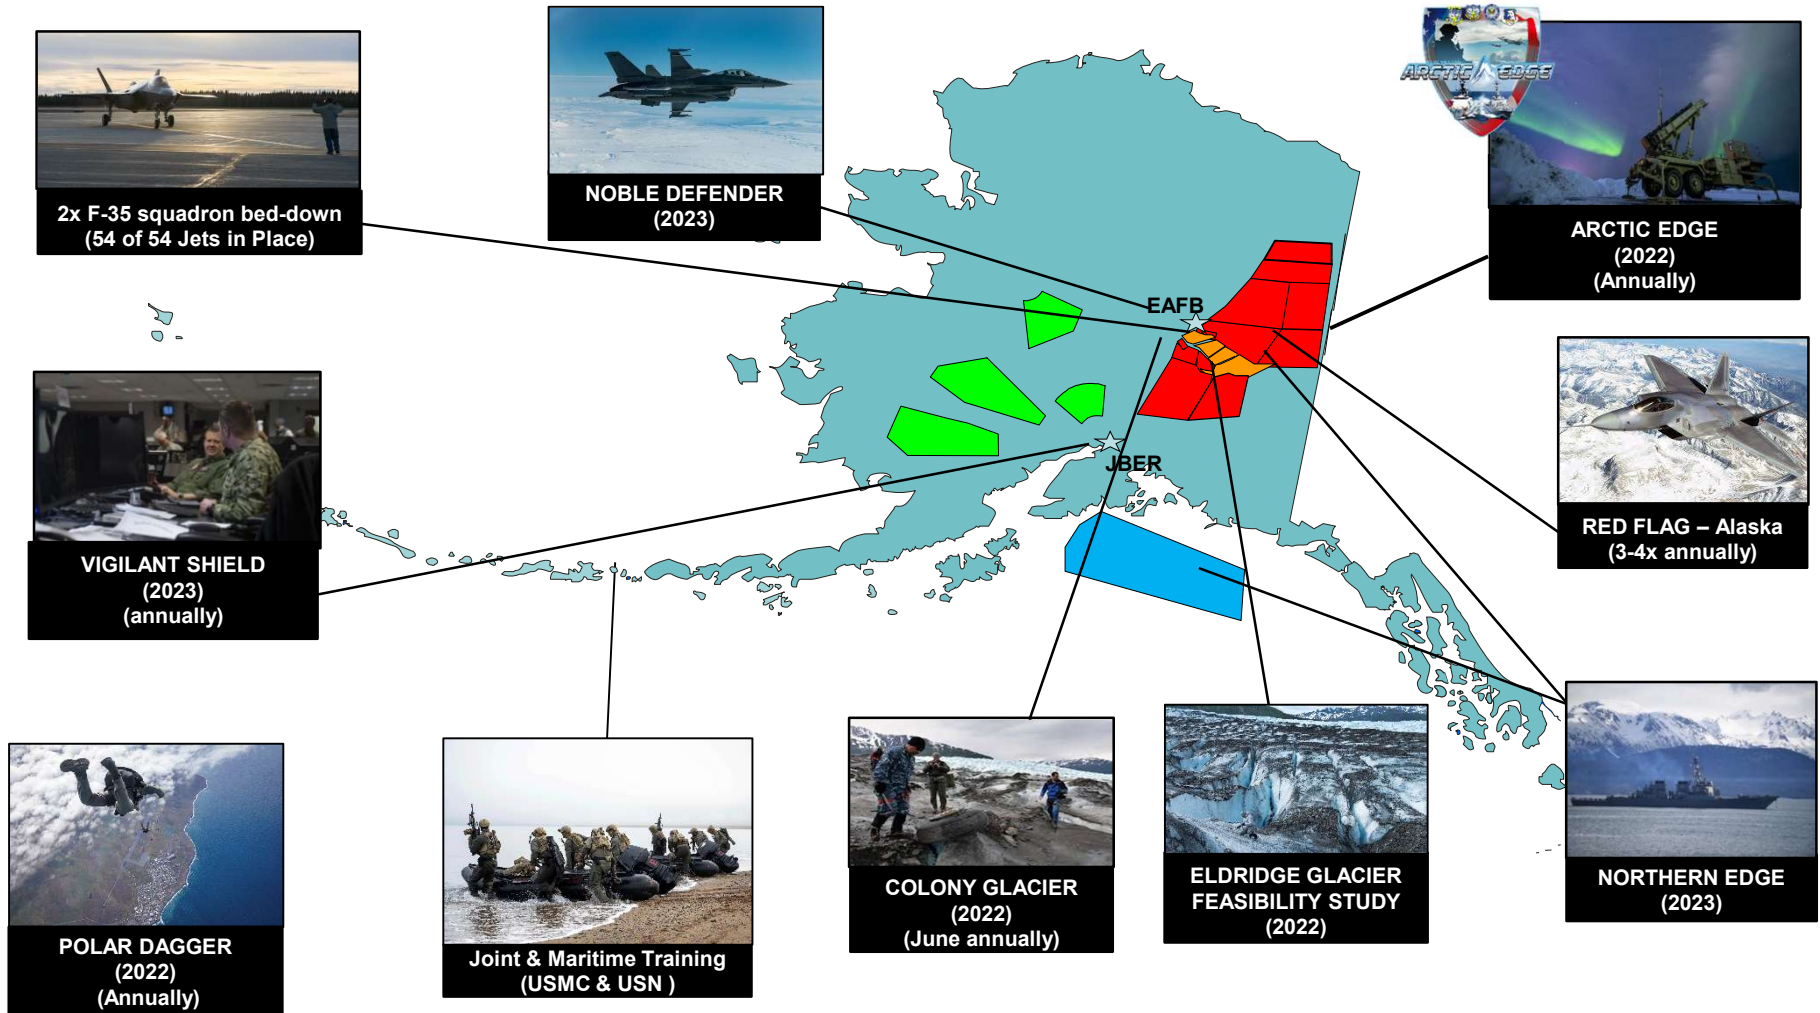 2x F-35 squadron bed-down
(54 of 54 Jets in Place)
NOBLE DEFENDER
(2023)
ARCTIC EDGE
ARCTIC EDGE
(2022)
(Annually)
EAFB
JBER
VIGILANT SHIELD
(2023)
(annually)
RED FLAG – Alaska
(3-4x annually)
POLAR DAGGER
(2022)
(Annually)
Joint & Maritime Training
(USMC & USN )
COLONY GLACIER
(2022)
(June annually)
ELDRIDGE GLACIER
FEASIBILITY STUDY
(2022)
NORTHERN EDGE
(2023)